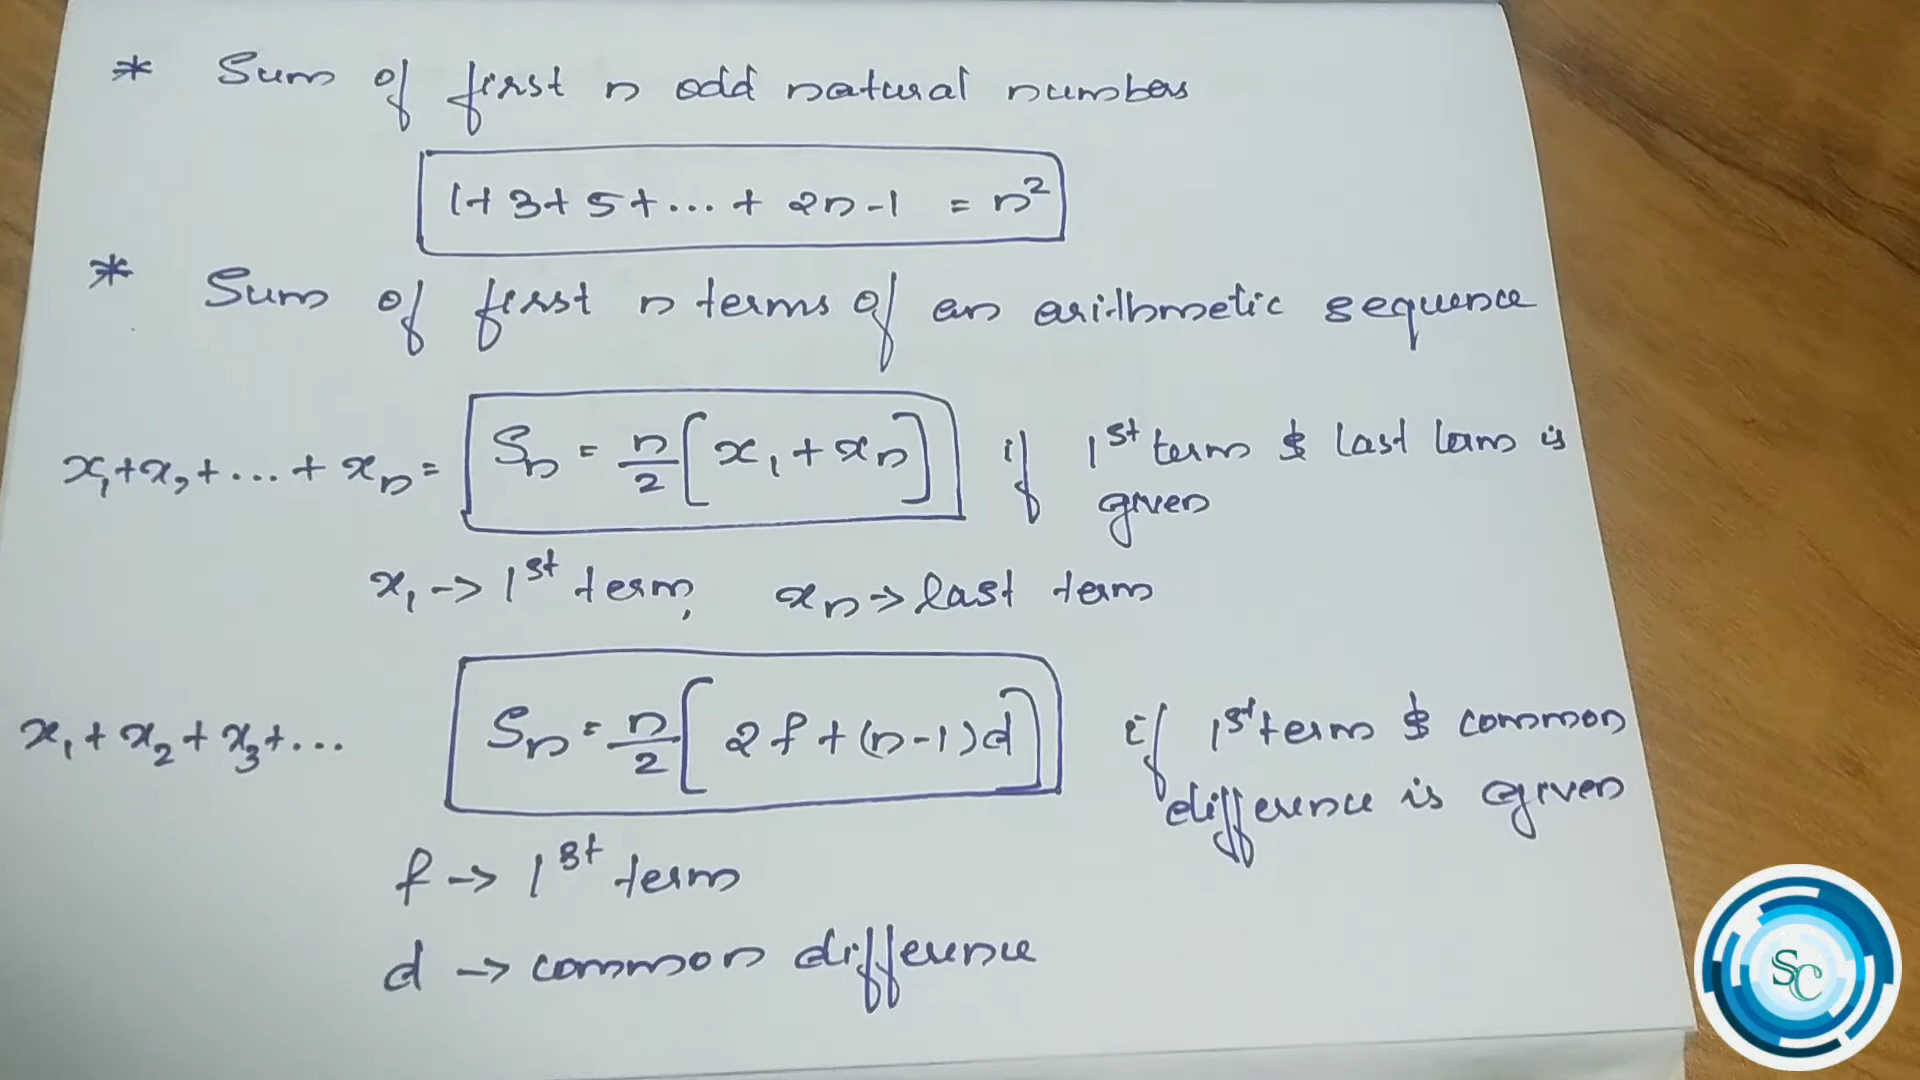 * Sum of first n odd natural numbers
1+3+5+...+ 2n-1 = n²
* Sum of first n terms of an arithmetic sequence
x₁+x₂+...+xₙ= Sₙ = n/2 [x₁+xₙ] if 1st term & last term is
given
x₁→ 1st term, xₙ→last term
x₁+x₂+x₃+... Sₙ = n/2 [2f+(n-1)d] if 1st term & common
difference is given
f → 1st term
d → common difference
SC